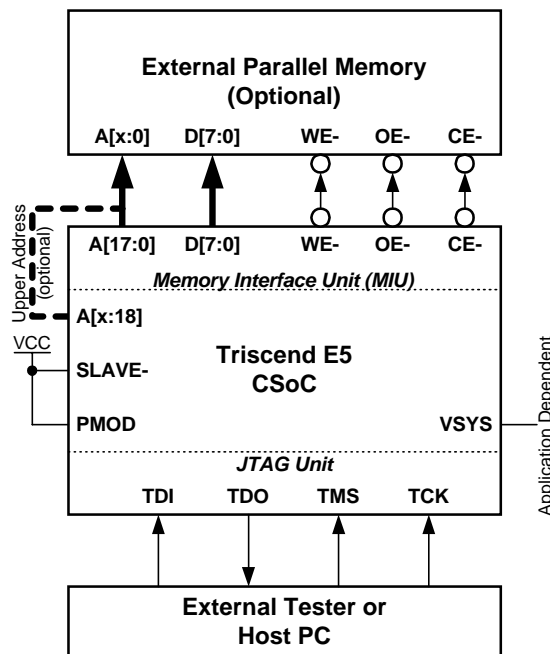 External Parallel Memory
(Optional)
A[x:0] D[7:0] WE- OE- CE-
Upper Address
(optional)
A[17:0] D[7:0] WE- OE- CE-
Memory Interface Unit (MIU)
A[x:18]
VCC
Triscend E5
CSoC
SLAVE-
PMOD
VSYS
Application Dependent
JTAG Unit
TDI TDO TMS TCK
External Tester or
Host PC